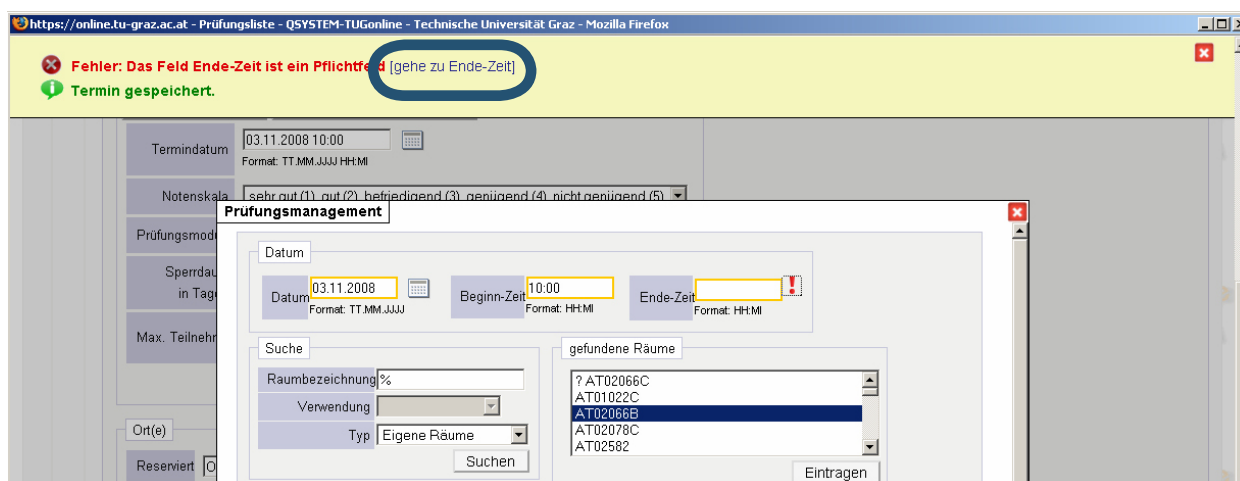 https://online.tu-graz.ac.at - Prüfungsliste - QSYSTEM-TUGonline - Technische Universität Graz - Mozilla Firefox
Fehler: Das Feld Ende-Zeit ist ein Pflichtfeld [gehe zu Ende-Zeit]
Termin gespeichert.
Termindatum 03.11.2008 10:00
Format: TT.MM.JJJJ HH:MI
Notenskala sehr gut (1), gut (2), befriedigend (3), genügend (4), nicht genügend (5)
Prüfungsmanagement
Prüfungsmod
Datum
Sperrdau
in Tage
Datum 03.11.2008 Beginn-Zeit 10:00 Ende-Zeit !
Format: TT.MM.JJJJ Format: HH:MI Format: HH:MI
Max. Teilnehr
Suche gefundene Räume
Raumbezeichnung %
Verwendung
Typ Eigene Räume
Suchen
? AT02066C
AT01022C
AT02066B
AT02078C
AT02582
Eintragen
Ort(e)
Reserviert O